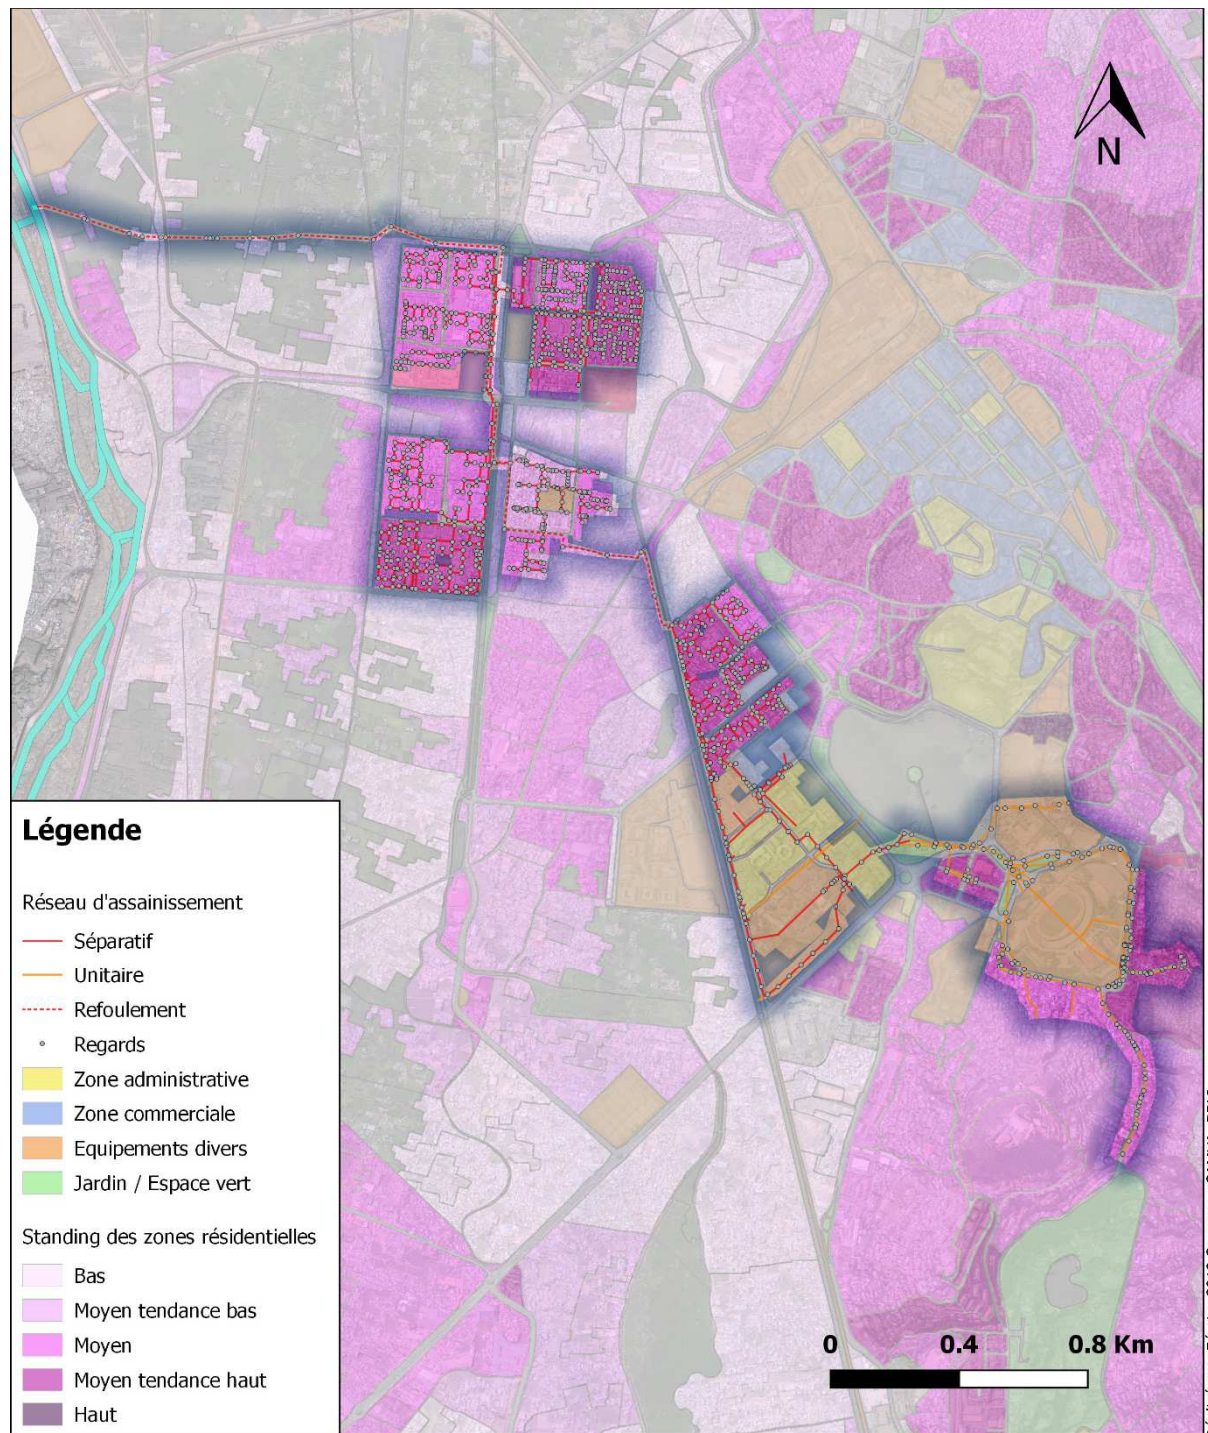 N
Légende
Réseau d'assainissement
Séparatif
Unitaire
Refoulement
Regards
Zone administrative
Zone commerciale
Equipements divers
Jardin / Espace vert
Standing des zones résidentielles
Bas
Moyen tendance bas
Moyen
Moyen tendance haut
Haut
0 0.4 0.8 Km